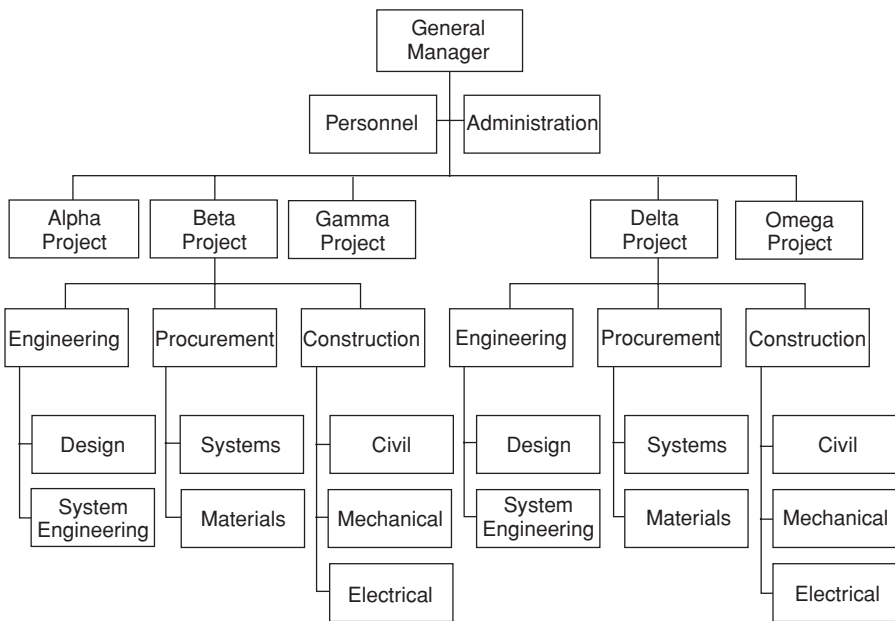 General
Manager
Personnel
Administration
Alpha
Project
Beta
Project
Gamma
Project
Delta
Project
Omega
Project
Engineering
Procurement
Construction
Engineering
Procurement
Construction
Design
Systems
Civil
Design
Systems
Civil
System
Engineering
Materials
Mechanical
System
Engineering
Materials
Mechanical
Electrical
Electrical